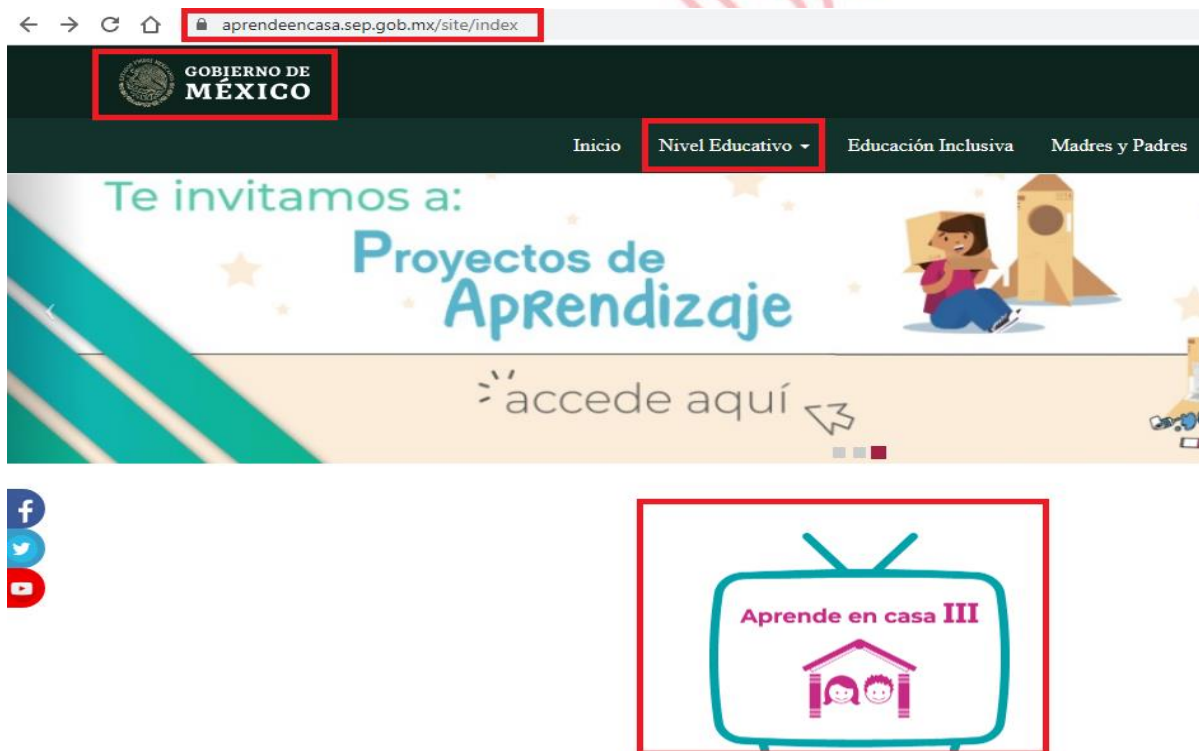 aprendeencasa.sep.gob.mx/site/index
GOBIERNO DE
MÉXICO
Inicio Nivel Educativo Educación Inclusiva Madres y Padres
Te invitamos a:
Proyectos de
Aprendizaje
accede aquí
Aprende en casa III